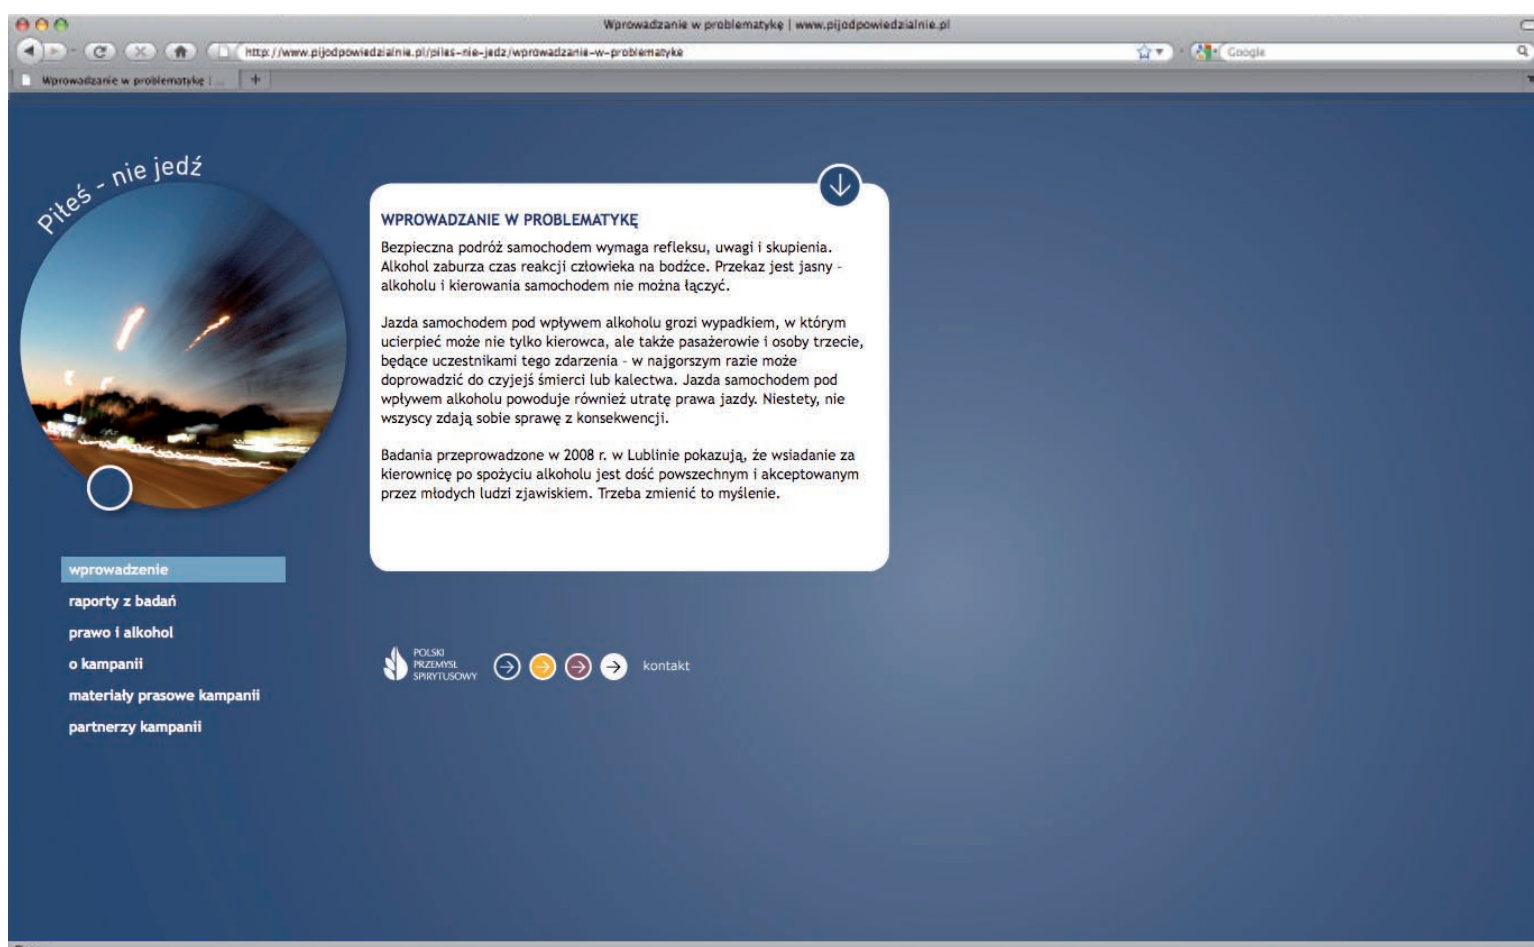 Wprowadzanie w problematykę | www.pijodpowiedzialnie.pl
http://www.pijodpowiedzialnie.pl/piles-nie-jedz/wprowadzanie-w-problematyke
Google
Wprowadzanie w problematykę | ...
Piłeś - nie jedź
WPROWADZANIE W PROBLEMATYKĘ
Bezpieczna podróż samochodem wymaga refleksu, uwagi i skupienia.
Alkohol zaburza czas reakcji człowieka na bodźce. Przekaz jest jasny -
alkoholu i kierowania samochodem nie można łączyć.
Jazda samochodem pod wpływem alkoholu grozi wypadkiem, w którym
ucierpieć może nie tylko kierowca, ale także pasażerowie i osoby trzecie,
będące uczestnikami tego zdarzenia - w najgorszym razie może
doprowadzić do czyjejś śmierci lub kalectwa. Jazda samochodem pod
wpływem alkoholu powoduje również utratę prawa jazdy. Niestety, nie
wszyscy zdają sobie sprawę z konsekwencji.
Badania przeprowadzone w 2008 r. w Lublinie pokazują, że wsiadanie za
kierownicę po spożyciu alkoholu jest dość powszechnym i akceptowanym
przez młodych ludzi zjawiskiem. Trzeba zmienić to myślenie.
wprowadzenie
raporty z badań
prawo i alkohol
o kampanii
materiały prasowe kampanii
partnerzy kampanii
POLSKI
PRZEMYSŁ
SPIRYTUSOWY
kontakt